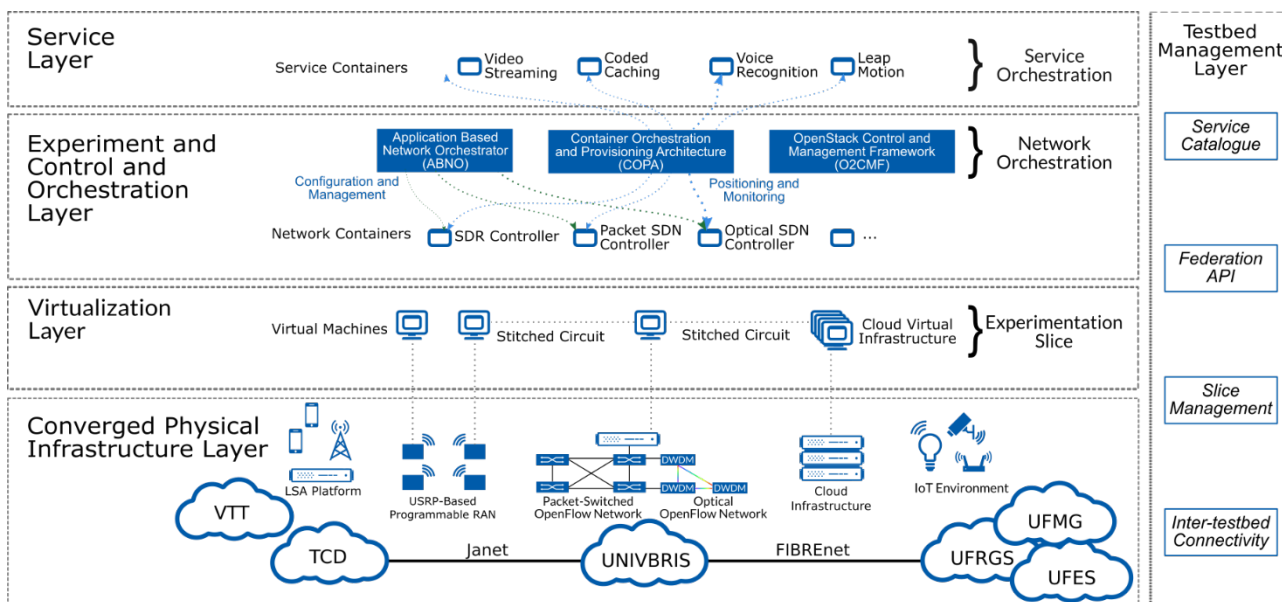 Service
Layer
Service Containers
Video
Streaming
Coded
Caching
Voice
Recognition
Leap
Motion
Service
Orchestration
Experiment and
Control and
Orchestration
Layer
Application Based
Network Orchestrator
(ABNO)
Container Orchestration
and Provisioning Architecture
(COPA)
OpenStack Control and
Management Framework
(O2CMF)
Network
Orchestration
Configuration and
Management
Positioning and
Monitoring
Network Containers
SDR Controller
Packet SDN
Controller
Optical SDN
Controller
...
Virtualization
Layer
Virtual Machines
Stitched Circuit
Stitched Circuit
Cloud Virtual
Infrastructure
Experimentation
Slice
Converged Physical
Infrastructure Layer
LSA Platform
USRP-Based
Programmable RAN
DWDM
DWDM
DWDM
Packet-Switched
OpenFlow Network
Optical
OpenFlow Network
Cloud
Infrastructure
IoT Environment
VTT
TCD
Janet
UNIVBRIS
FIBREnet
UFRGS
UFMG
UFES
Testbed
Management
Layer
Service
Catalogue
Federation
API
Slice
Management
Inter-testbed
Connectivity